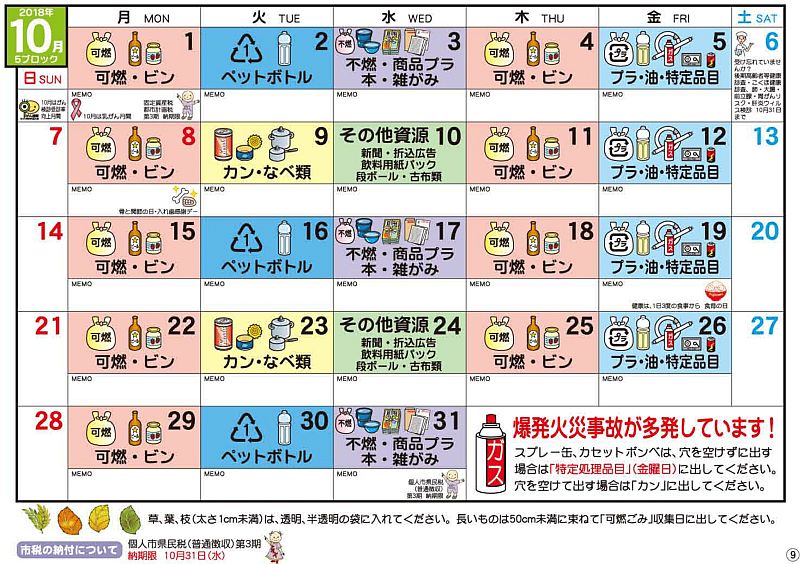 2018年
10月
5ブロック
月 MON
火 TUE
水 WED
木 THU
金 FRI
土 SAT
日 SUN
可燃
1
可燃・ビン
2
ペットボトル
不燃
3
不燃・商品プラ
本・雑がみ
可燃
4
可燃・ビン
プラ
5
プラ・油・特定品目
6
受け忘れていませ
んか?
後期高齢者等健康
診査・こくほ健康
診査、肺・大腸・
前立腺・胃がんリ
スク・肝炎ウィル
ス検診 10月31日
まで
10月はがん
検診受診率
向上月間
MEMO
10月は乳がん月間
固定資産税
都市計画税
第3期 納期限
MEMO
MEMO
MEMO
MEMO
7
可燃
8
可燃・ビン
9
カン・なべ類
その他資源 10
新聞・折込広告
飲料用紙パック
段ボール・古布類
可燃
11
可燃・ビン
プラ
12
プラ・油・特定品目
13
MEMO
骨と関節の日・入れ歯感謝デー
MEMO
MEMO
MEMO
MEMO
14
可燃
15
可燃・ビン
16
ペットボトル
不燃
17
不燃・商品プラ
本・雑がみ
可燃
18
可燃・ビン
プラ
19
プラ・油・特定品目
20
MEMO
MEMO
MEMO
MEMO
MEMO
健康は、1日3度の食事から 食育の日
21
可燃
22
可燃・ビン
23
カン・なべ類
その他資源 24
新聞・折込広告
飲料用紙パック
段ボール・古布類
可燃
25
可燃・ビン
プラ
26
プラ・油・特定品目
27
MEMO
MEMO
MEMO
MEMO
MEMO
28
可燃
29
可燃・ビン
30
ペットボトル
不燃
31
不燃・商品プラ
本・雑がみ
MEMO
MEMO
MEMO
個人市県民税
(普通徴収)
第3期 納期限
ガス
爆発火災事故が多発しています!
スプレー缶、カセットボンベは、穴を空けずに出す
場合は「特定処理品目」(金曜日)に出してください。
穴を空けて出す場合は「カン」に出してください。
草、葉、枝(太さ1cm未満)は、透明、半透明の袋に入れてください。長いものは50cm未満に束ねて「可燃ごみ」収集日に出してください。
市税の納付について
個人市県民税(普通徴収)第3期
納期限 10月31日(水)
9